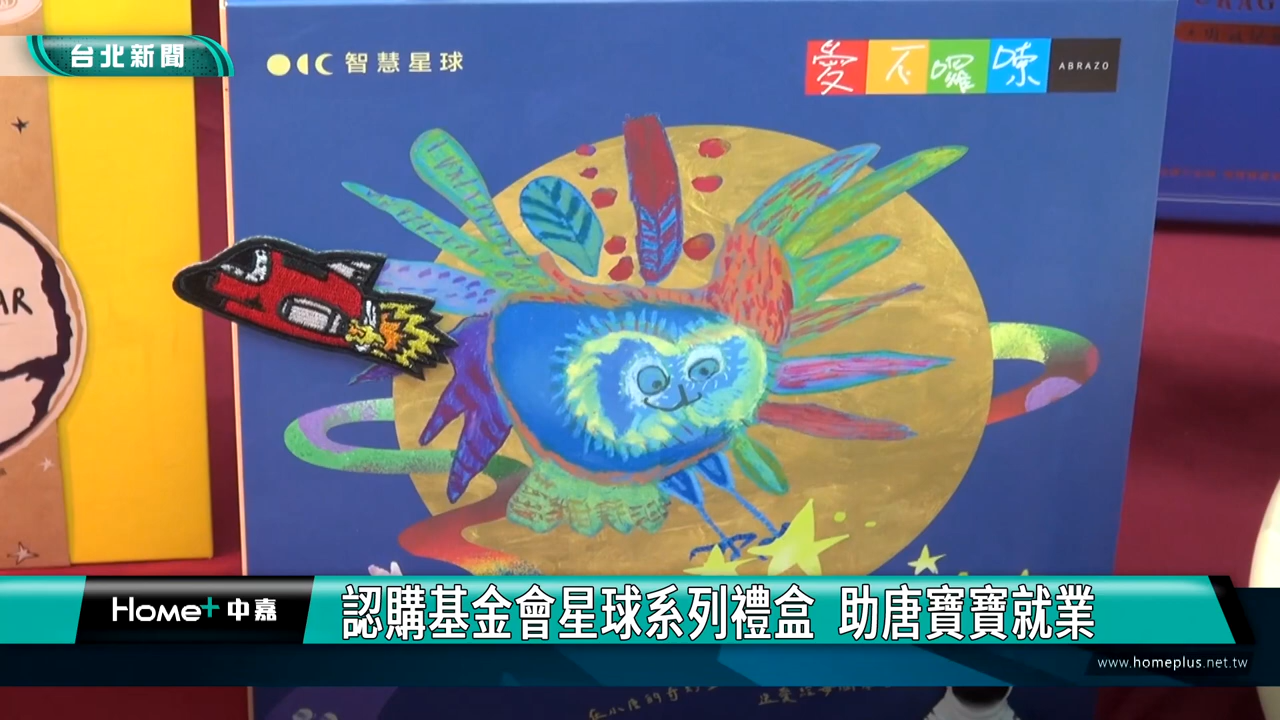 台北新聞
智慧星球
愛不囉嗦 ABRAZO
Home+ 中嘉
認購基金會星球系列禮盒 助唐寶寶就業
www.homeplus.net.tw